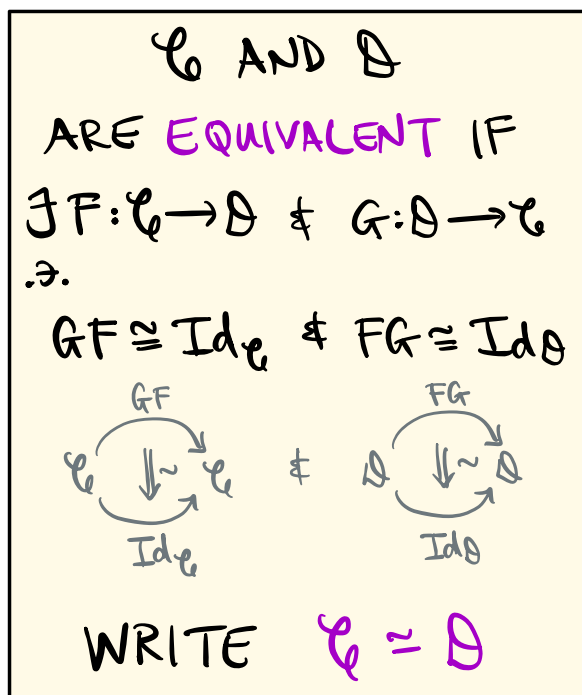 𝒞 AND 𝒟
ARE EQUIVALENT IF
∃ F:𝒞⟶𝒟 & G:𝒟⟶𝒞
.∋.
GF ≅ Id𝒞 & FG ≅ Id𝒟
GF FG
𝒞 ⇓~ 𝒞 & 𝒟 ⇓~ 𝒟
Id𝒞 Id𝒟
WRITE 𝒞 ≃ 𝒟